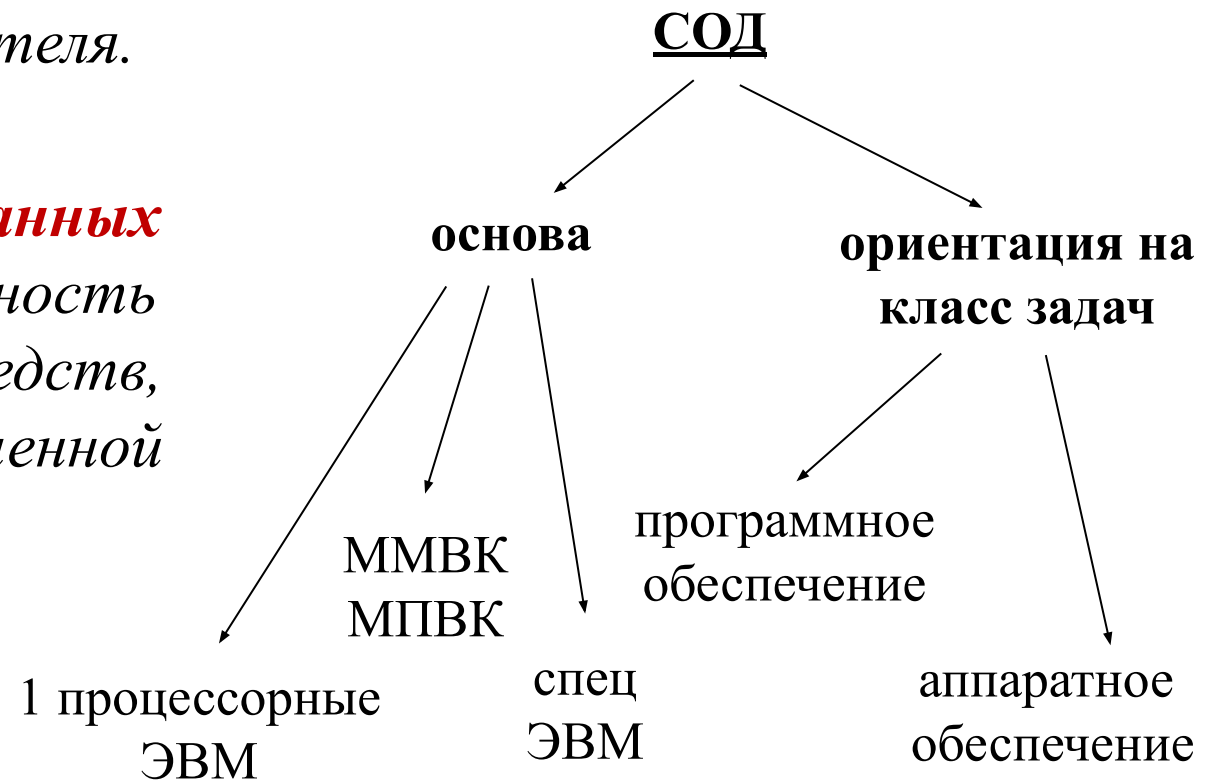 теля.
анных
ность
едств,
ленной
СОД
основа
ориентация на
класс задач
ММВК
МПВК
программное
обеспечение
1 процессорные
ЭВМ
спец
ЭВМ
аппаратное
обеспечение